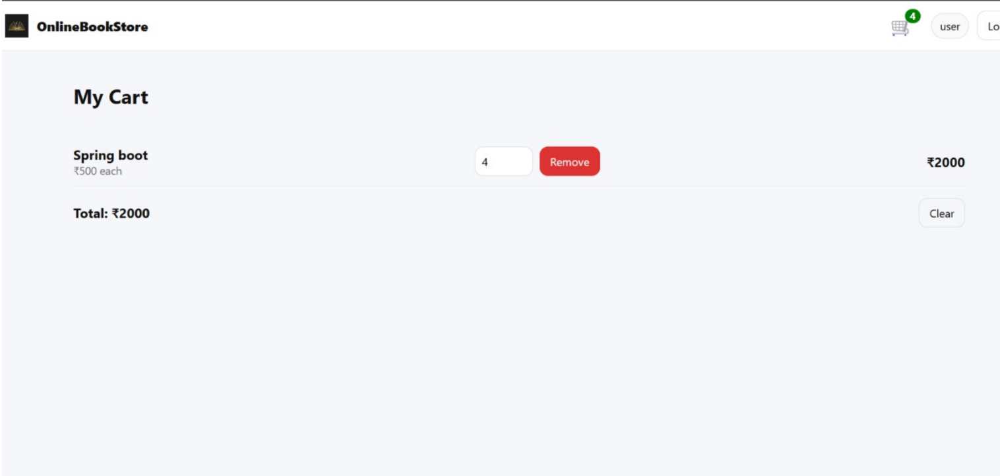 OnlineBookStore
4
user
Lo
My Cart
Spring boot
₹500 each
4
Remove
₹2000
Total: ₹2000
Clear